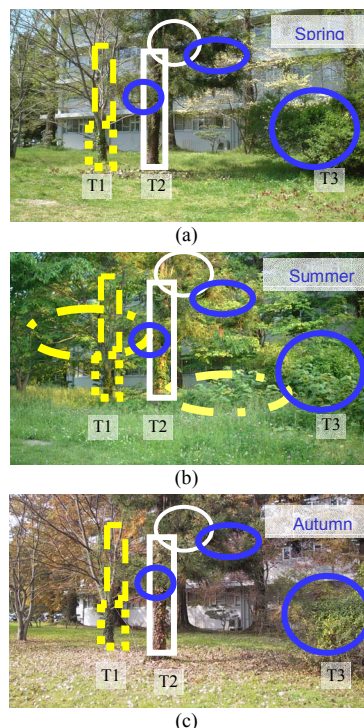 Spring
T1 T2 T3
(a)
Summer
T1 T2 T3
(b)
Autumn
T1 T2 T3
(c)